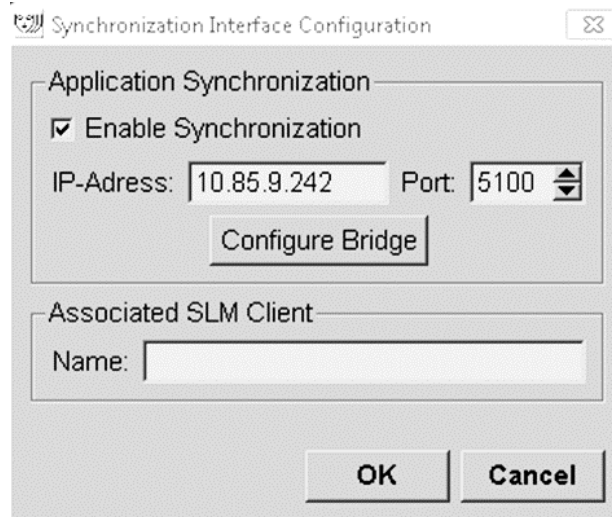 Synchronization Interface Configuration
Application Synchronization
Enable Synchronization
IP-Adress: 10.85.9.242 Port: 5100
Configure Bridge
Associated SLM Client
Name:
OK Cancel